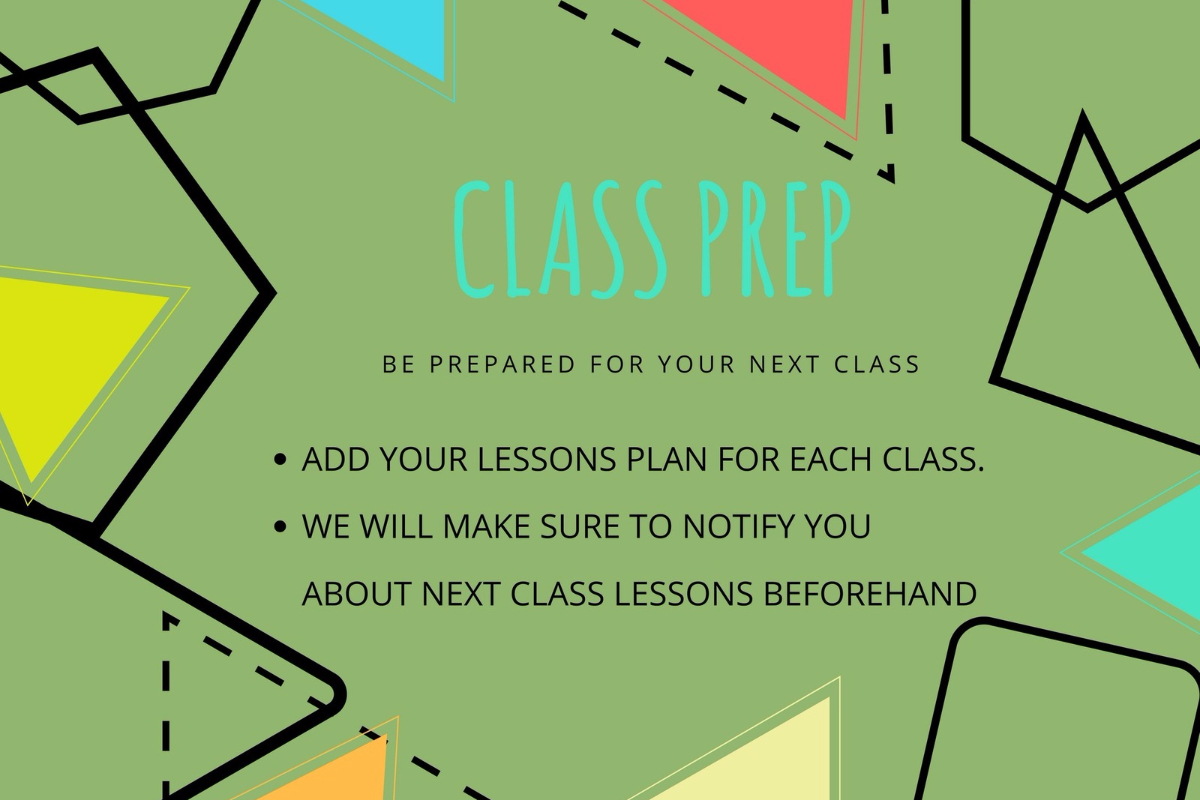 CLASS PREP
BE PREPARED FOR YOUR NEXT CLASS
• ADD YOUR LESSONS PLAN FOR EACH CLASS.
• WE WILL MAKE SURE TO NOTIFY YOU
ABOUT NEXT CLASS LESSONS BEFOREHAND